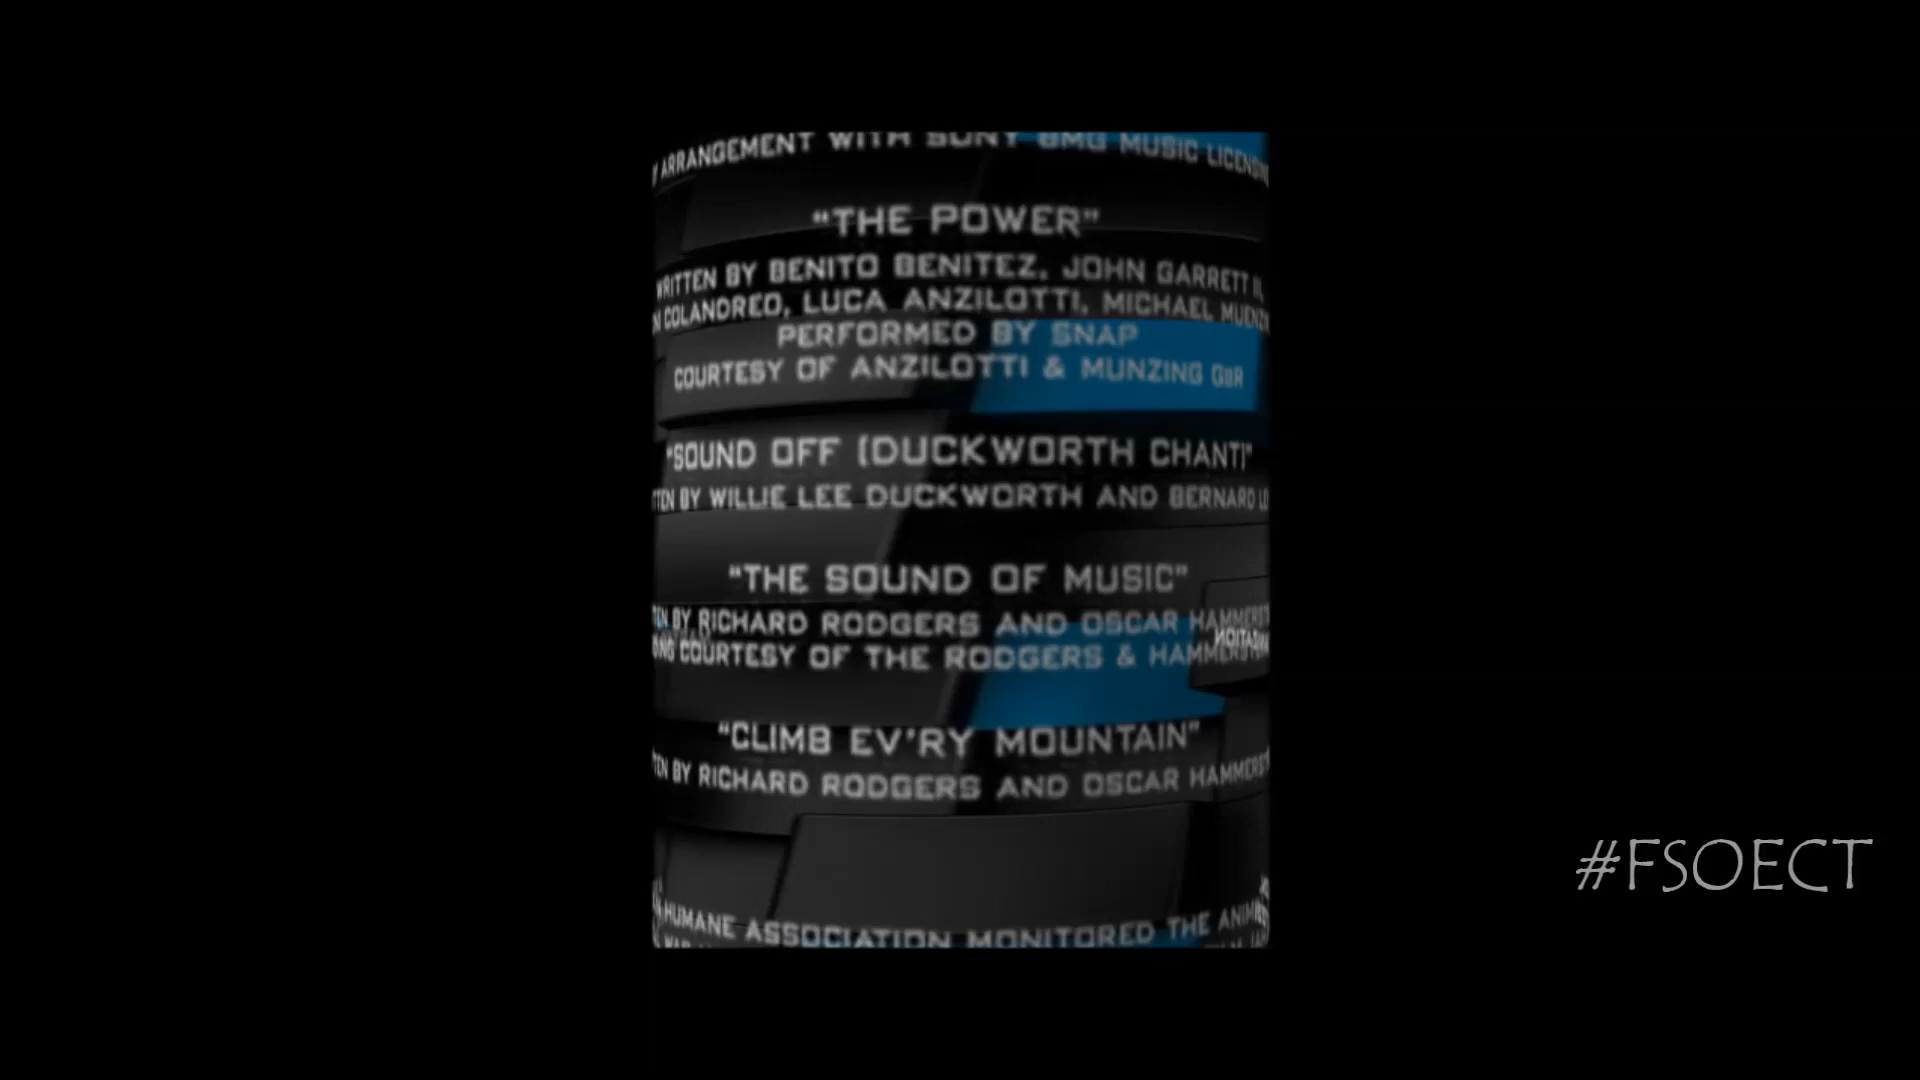 ARRANGEMENT WITH SONY BMG MUSIC LICENSING
"THE POWER"
WRITTEN BY BENITO BENITEZ, JOHN GARRETT III,
COLANDREO, LUCA ANZILOTTI, MICHAEL
PERFORMED BY SNAP
COURTESY OF ANZILOTTI & MUNZING GBR
"SOUND OFF (DUCKWORTH CHANT)"
BY WILLIE LEE DUCKWORTH AND BERNARD
"THE SOUND OF MUSIC"
BY RICHARD RODGERS AND OSCAR
COURTESY OF THE RODGERS &
"CLIMB EV'RY MOUNTAIN"
BY RICHARD RODGERS AND OSCAR
HUMANE ASSOCIATION MONITORED THE
#FSOECT